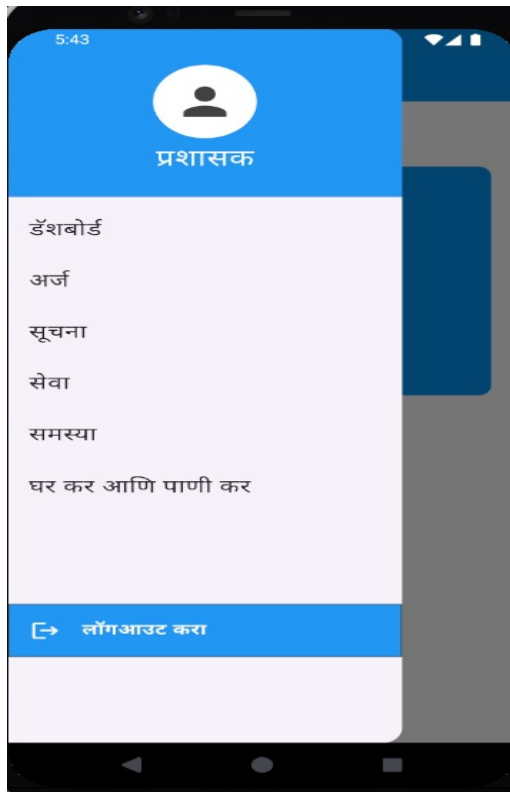 5:43
प्रशासक
डॅशबोर्ड
अर्ज
सूचना
सेवा
समस्या
घर कर आणि पाणी कर
लॉगआउट करा